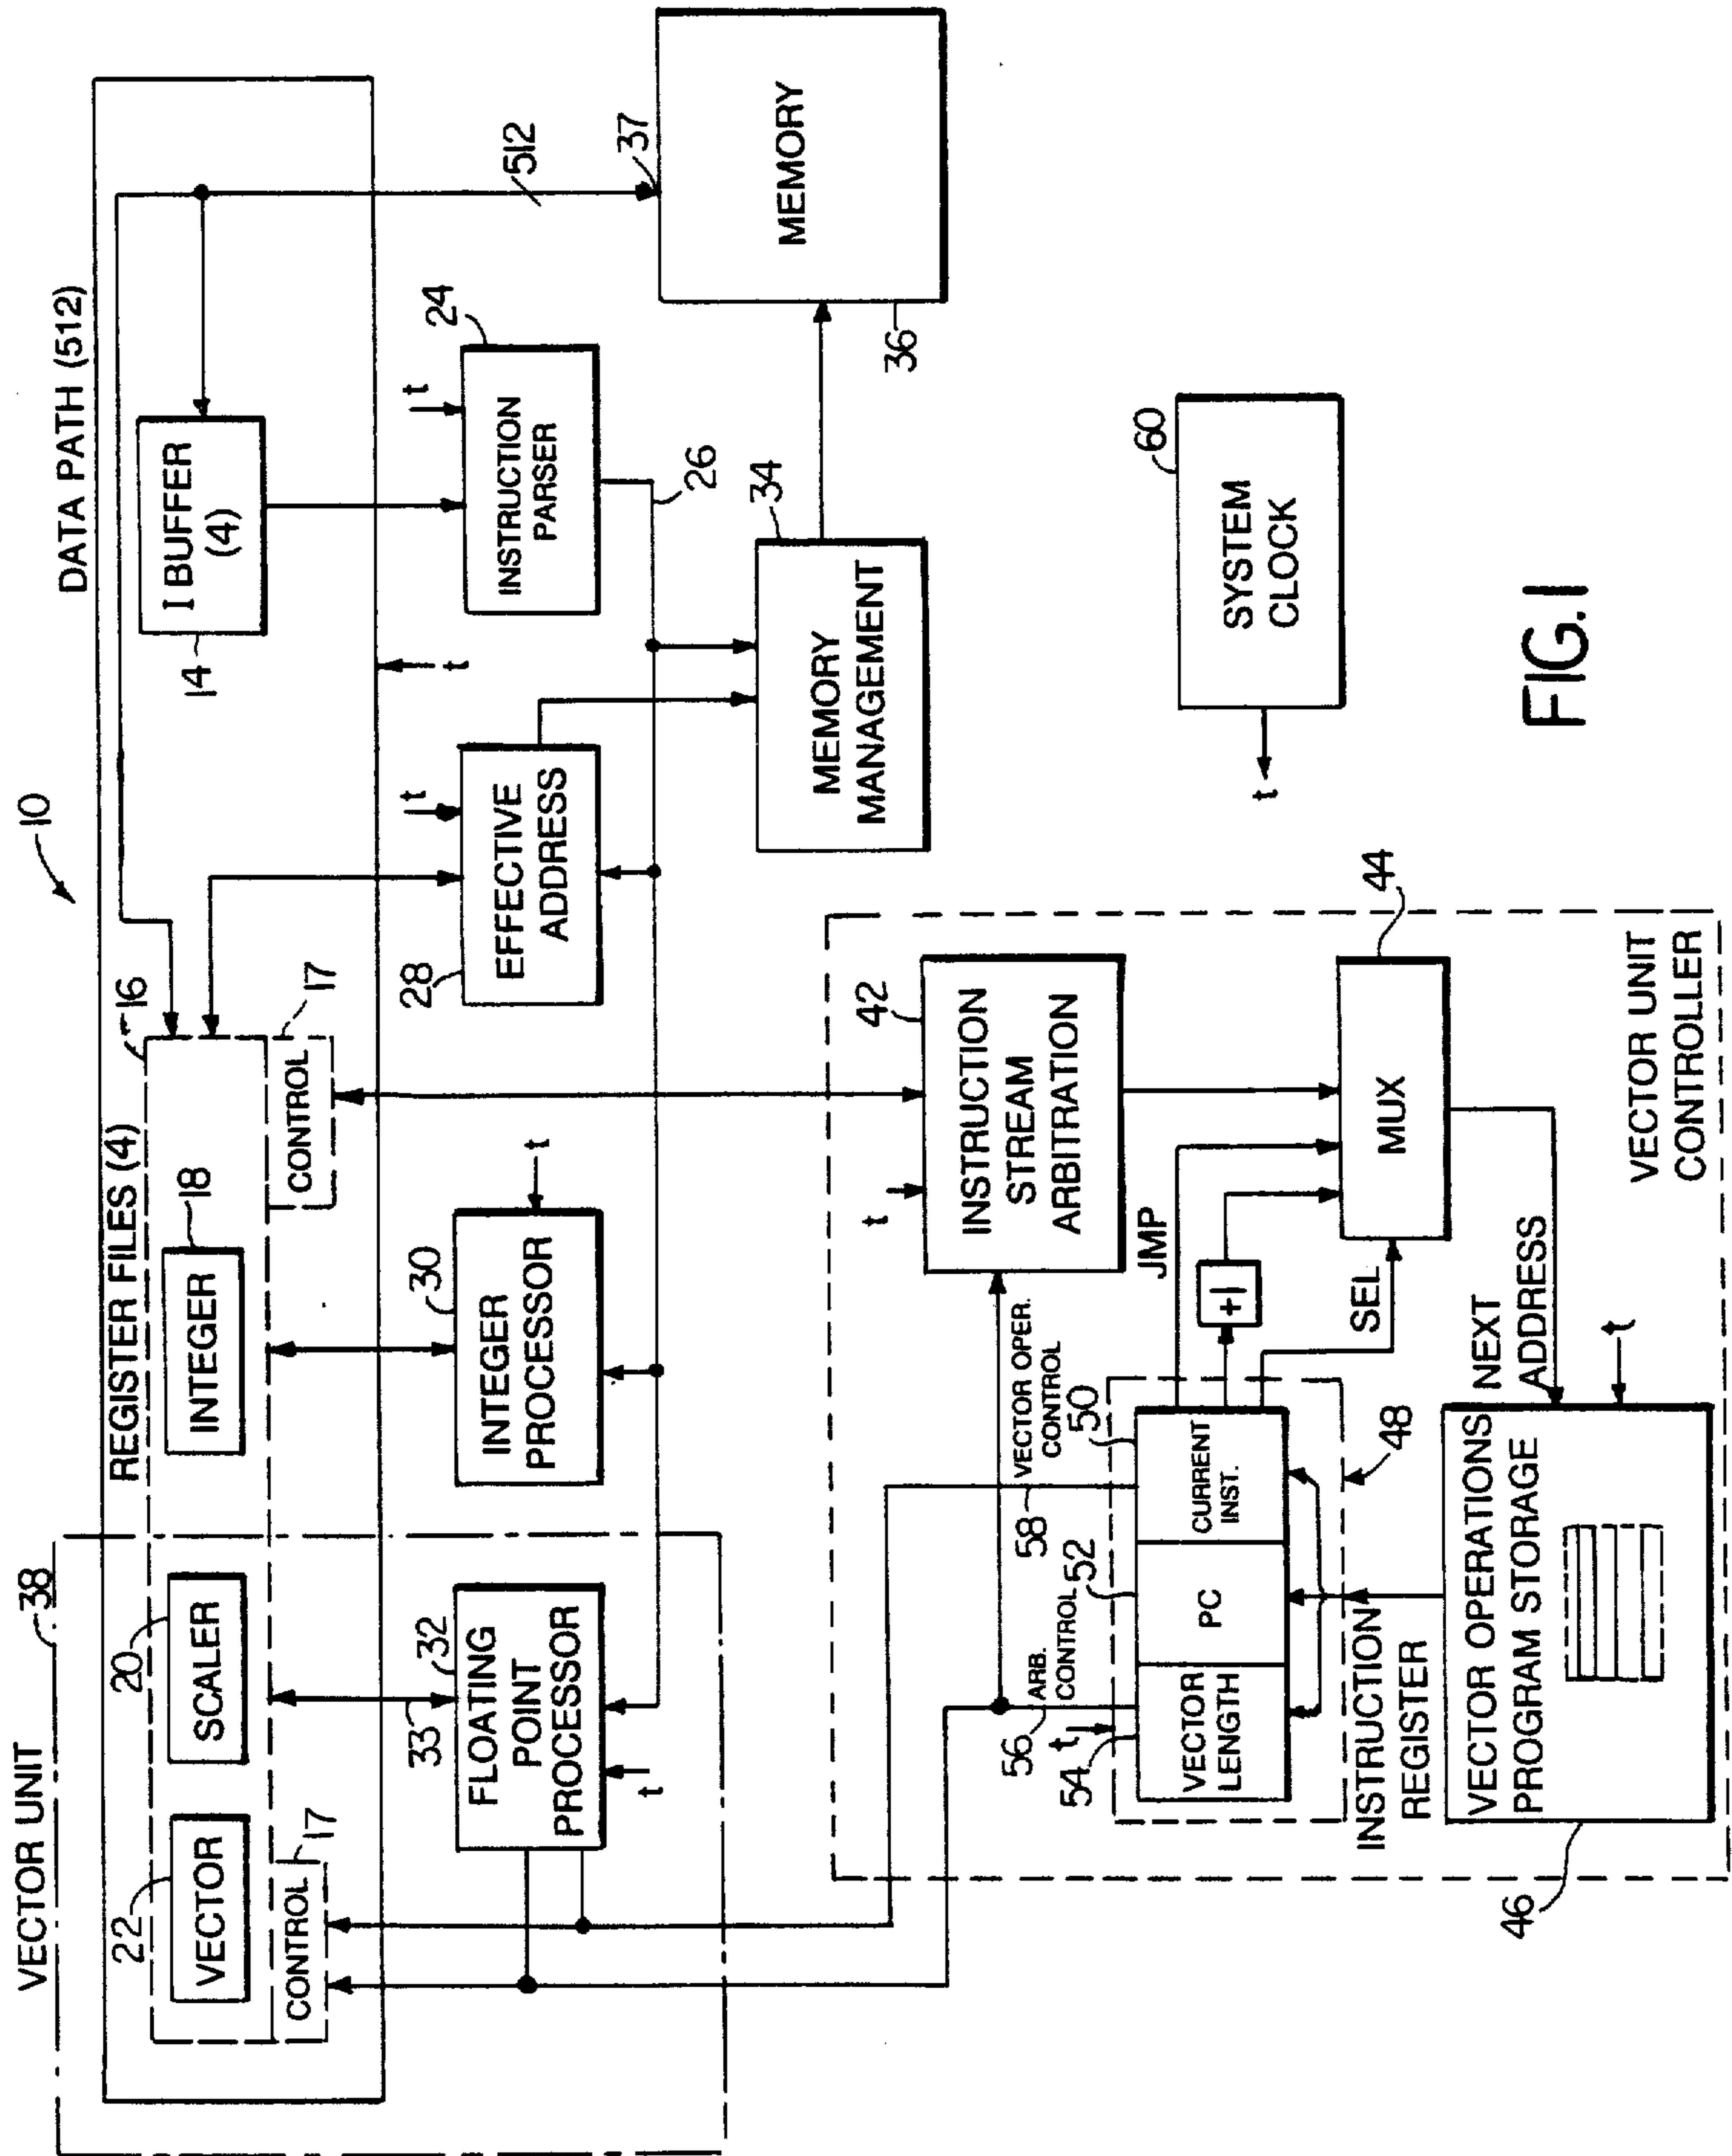 VECTOR UNIT
38
10
DATA PATH (512)
REGISTER FILES (4)
16
22
VECTOR
20
SCALER
18
INTEGER
I BUFFER
(4)
14
CONTROL
17
CONTROL
17
t
512
37
33
32
FLOATING
POINT
PROCESSOR
t
30
INTEGER
PROCESSOR
t
28
EFFECTIVE
ADDRESS
t
24
INSTRUCTION
PARSER
t
26
34
MEMORY
MANAGEMENT
MEMORY
36
42
INSTRUCTION
STREAM
ARBITRATION
t
56
ARB.
CONTROL
58
VECTOR OPER.
CONTROL
54
t
52
50
VECTOR
LENGTH
PC
CURRENT
INST.
48
JMP
+1
SEL
44
MUX
INSTRUCTION
REGISTER
NEXT
ADDRESS
VECTOR OPERATIONS
PROGRAM STORAGE
t
46
VECTOR UNIT
CONTROLLER
60
SYSTEM
CLOCK
t
FIG. 1